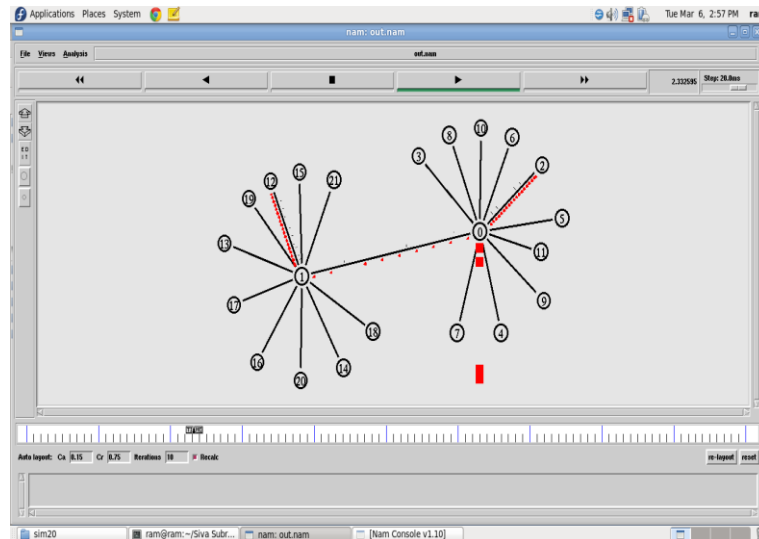 Applications Places System Tue Mar 6, 2:57 PM ra
nam: out.nam
File Views Analysis out.nam
2.332595 Step: 20.0ms
ED
IT
10
8 6
3 2
15
12 21
19 5
0
13 11
1
9
17
18 7 4
16 14
20
Auto layout: Ca 0.15 Cr 0.75 Iterations 10 Recalc re-layout reset
sim20 ram@ram:~/Siva Subr... nam: out.nam [Nam Console v1.10]